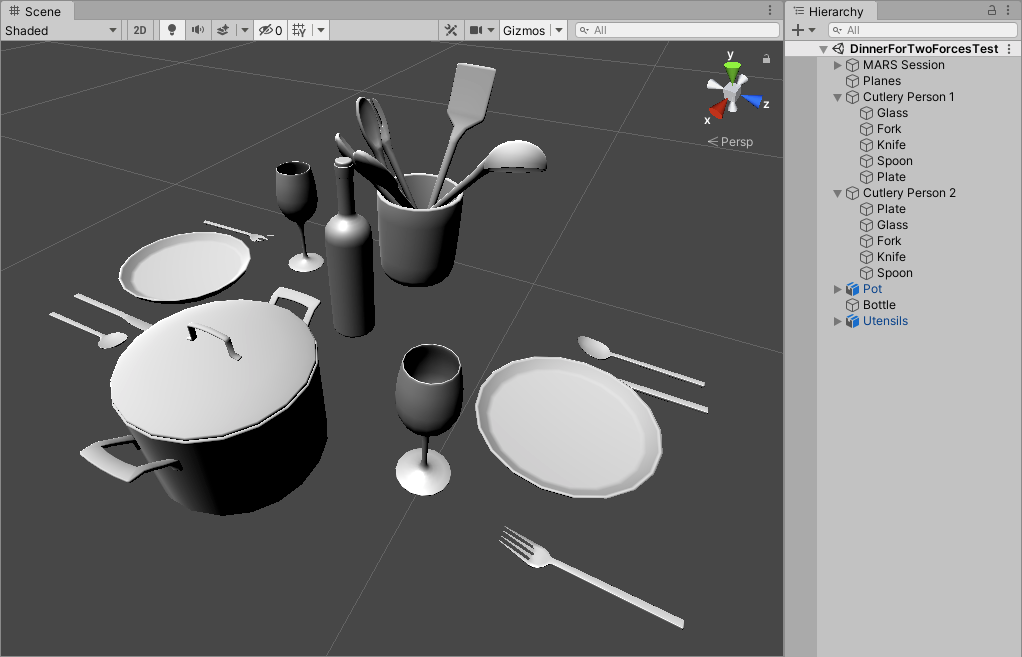 Scene
Shaded
2D
0
Gizmos
All
y
z
x
Persp
Hierarchy
All
DinnerForTwoForcesTest
MARS Session
Planes
Cutlery Person 1
Glass
Fork
Knife
Spoon
Plate
Cutlery Person 2
Plate
Glass
Fork
Knife
Spoon
Pot
Bottle
Utensils